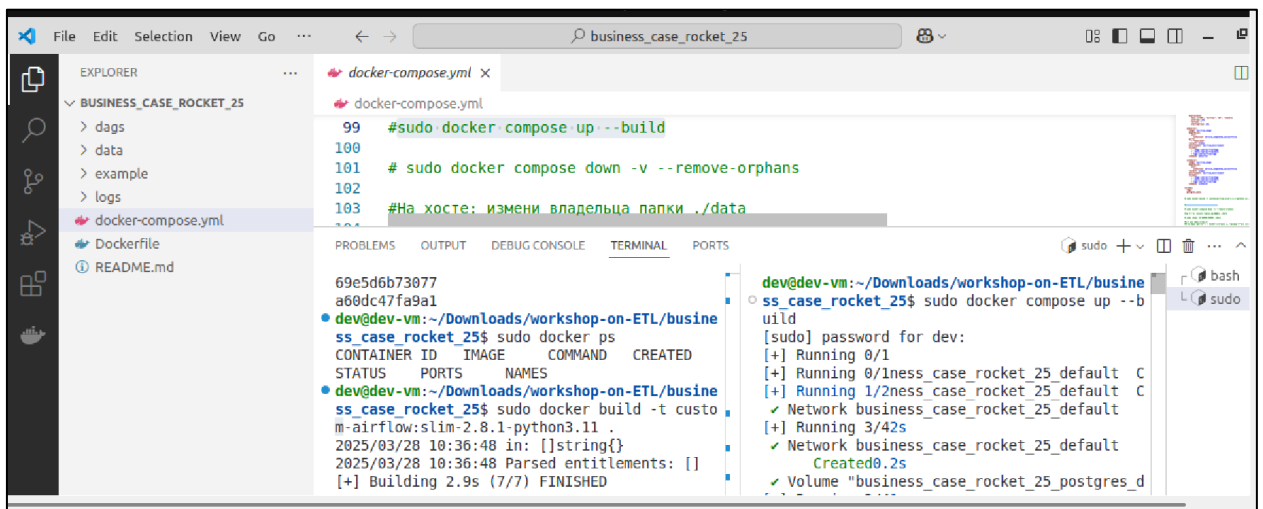 File Edit Selection View Go ··· business_case_rocket_25
EXPLORER ···
BUSINESS_CASE_ROCKET_25
dags
data
example
logs
docker-compose.yml
Dockerfile
README.md
docker-compose.yml
docker-compose.yml
99 #sudo·docker·compose·up·--build
100
101 # sudo docker compose down -v --remove-orphans
102
103 #На хосте: измени владельца папки ./data
PROBLEMS OUTPUT DEBUG CONSOLE TERMINAL PORTS
sudo
69e5d6b73077
a60dc47fa9a1
dev@dev-vm:~/Downloads/workshop-on-ETL/busine
ss_case_rocket_25$ sudo docker ps
CONTAINER ID IMAGE COMMAND CREATED
STATUS PORTS NAMES
dev@dev-vm:~/Downloads/workshop-on-ETL/busine
ss_case_rocket_25$ sudo docker build -t custo
m-airflow:slim-2.8.1-python3.11 .
2025/03/28 10:36:48 in: []string{}
2025/03/28 10:36:48 Parsed entitlements: []
[+] Building 2.9s (7/7) FINISHED
dev@dev-vm:~/Downloads/workshop-on-ETL/busine
ss_case_rocket_25$ sudo docker compose up --b
uild
[sudo] password for dev:
[+] Running 0/1
[+] Running 0/1ness_case_rocket_25_default C
[+] Running 1/2ness_case_rocket_25_default C
✔ Network business_case_rocket_25_default
[+] Running 3/42s
✔ Network business_case_rocket_25_default
Created0.2s
✔ Volume "business_case_rocket_25_postgres_d
bash
sudo